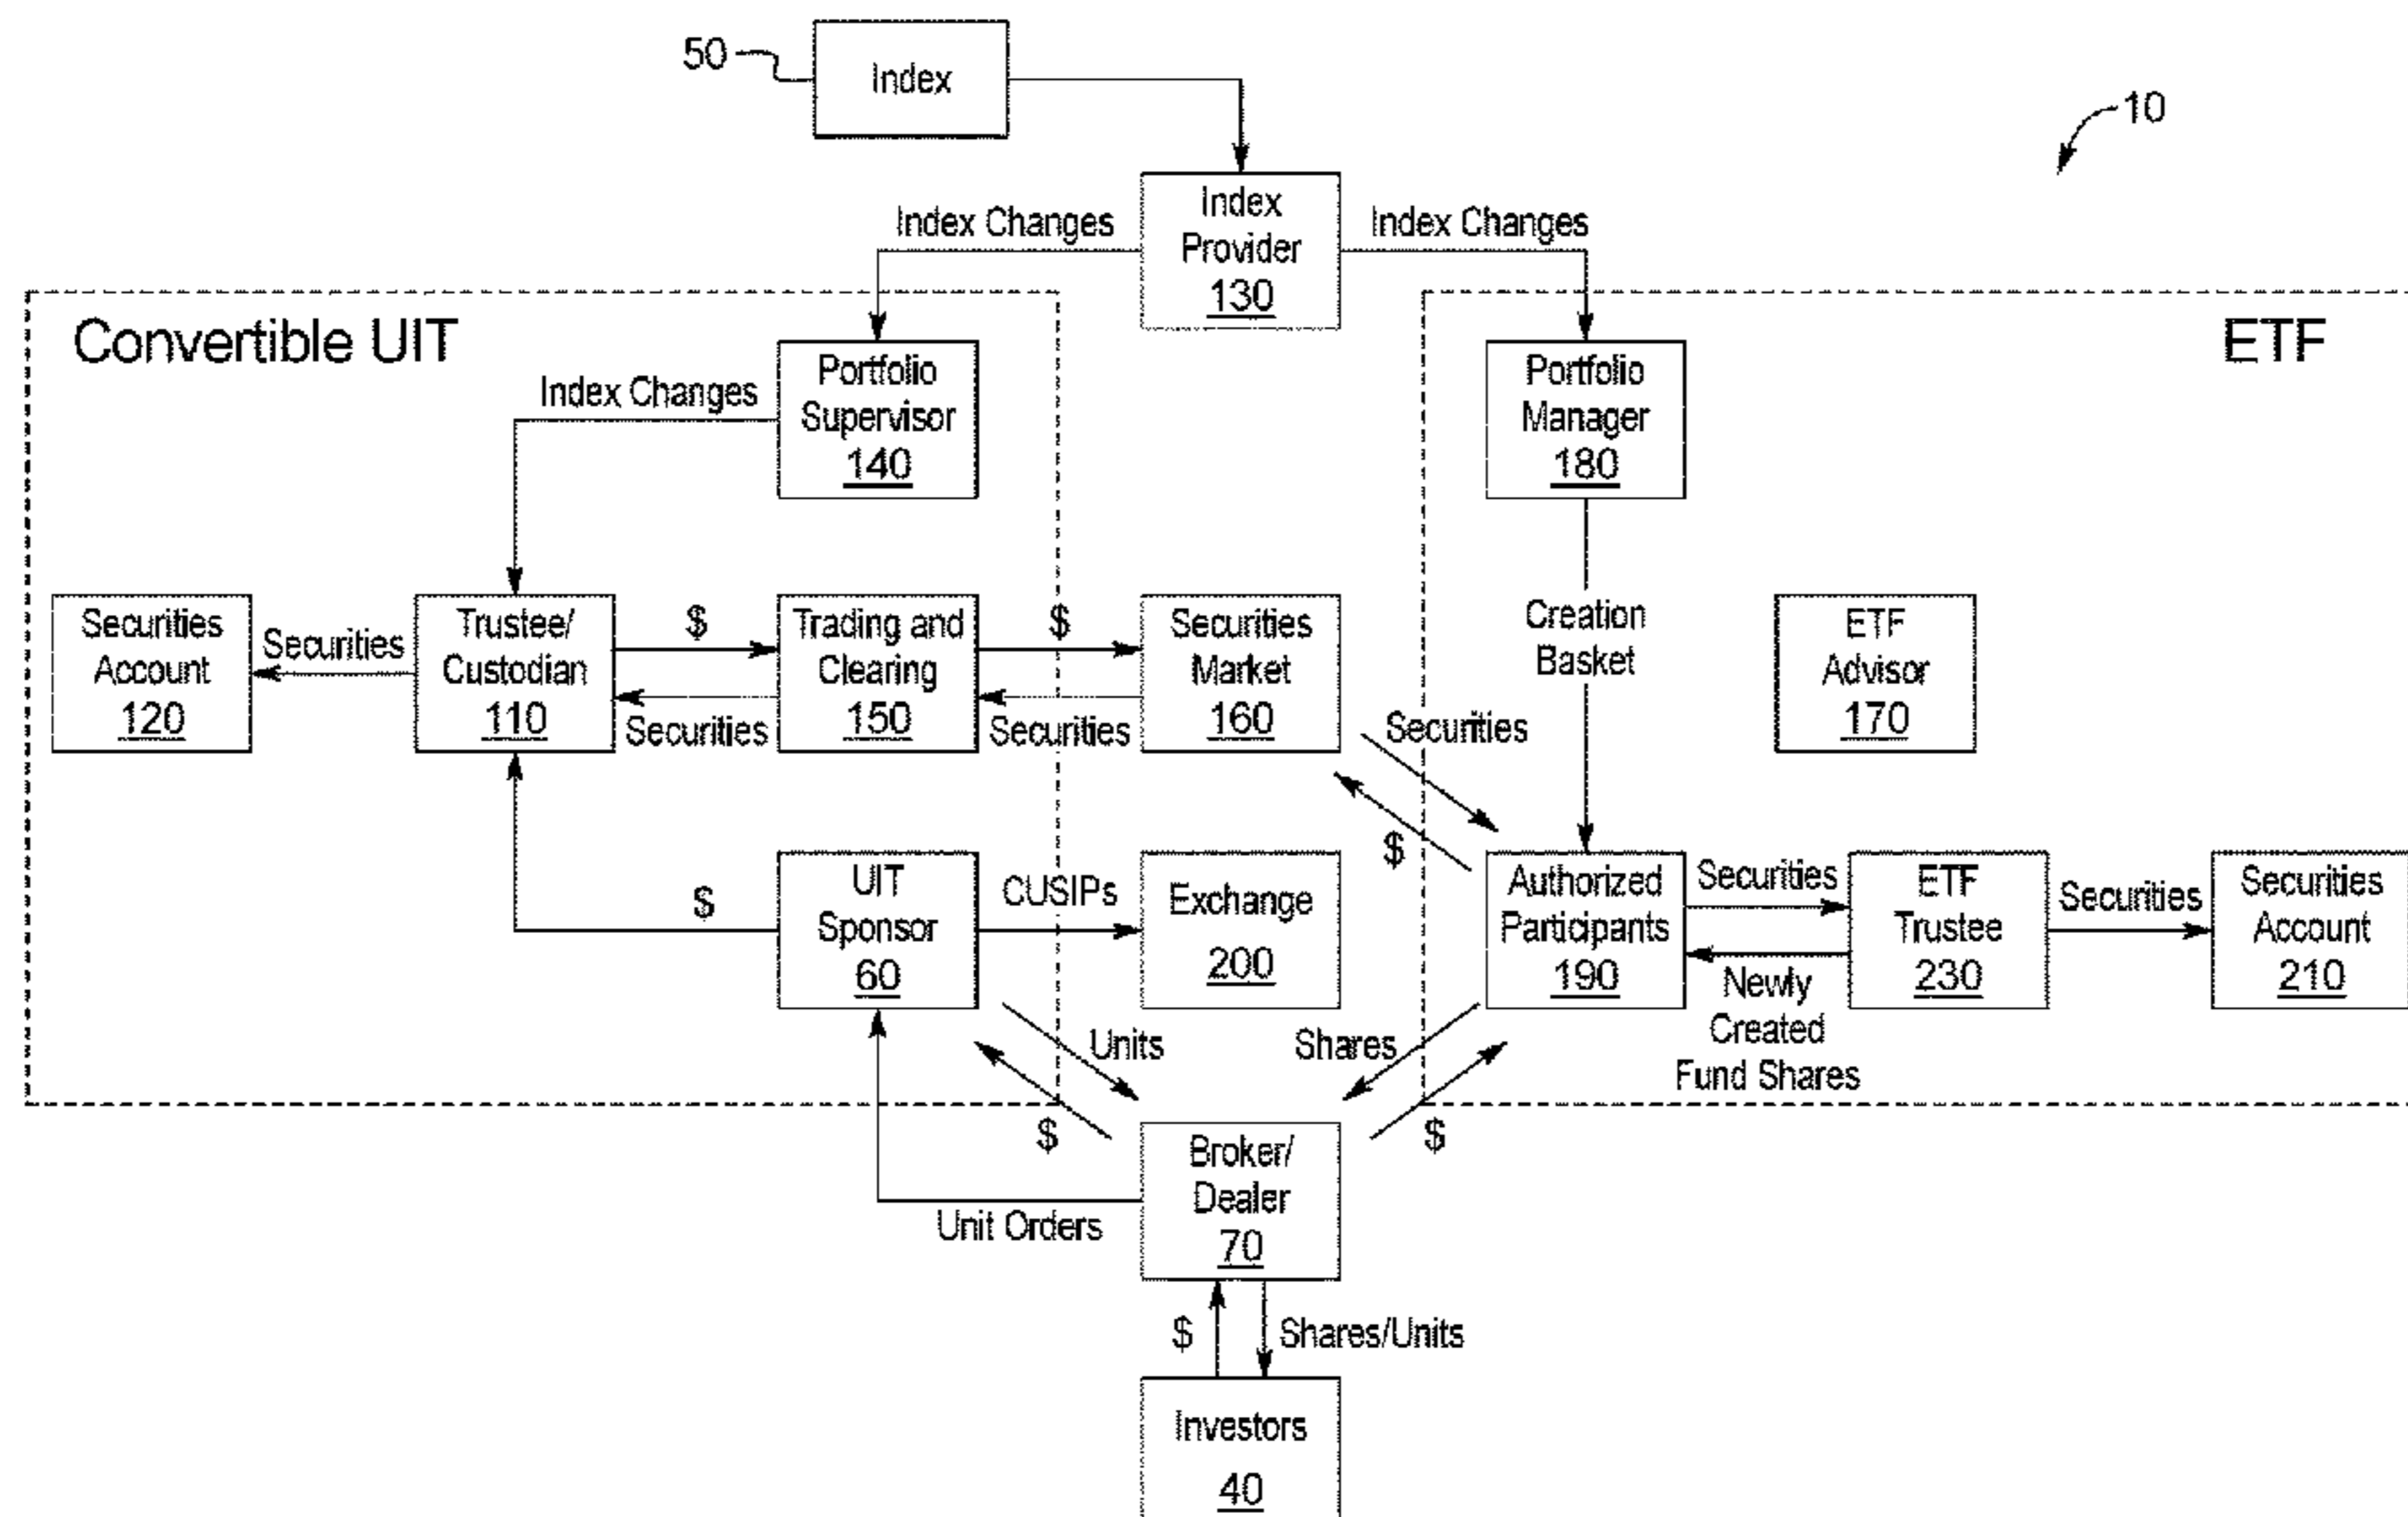 50
Index
10
Index
Provider
130
Index Changes
Index Changes
Convertible UIT
ETF
Portfolio
Supervisor
140
Index Changes
Portfolio
Manager
180
Securities
Account
120
Securities
Trustee/
Custodian
110
$
Securities
Trading and
Clearing
150
$
Securities
Securities
Market
160
Creation
Basket
ETF
Advisor
170
Securities
$
$
UIT
Sponsor
60
CUSIPs
Exchange
200
Authorized
Participants
190
Securities
Newly
Created
Fund Shares
ETF
Trustee
230
Securities
Securities
Account
210
Units
$
Shares
$
Unit Orders
Broker/
Dealer
70
$
Shares/Units
Investors
40